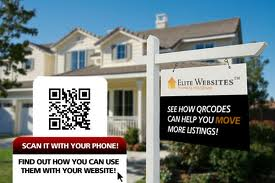 ELITE WEBSITES™
SEE HOW QRCODES
CAN HELP YOU MOVE
MORE LISTINGS!
SCAN IT WITH YOUR PHONE!
FIND OUT HOW YOU CAN USE
THEM WITH YOUR WEBSITE!